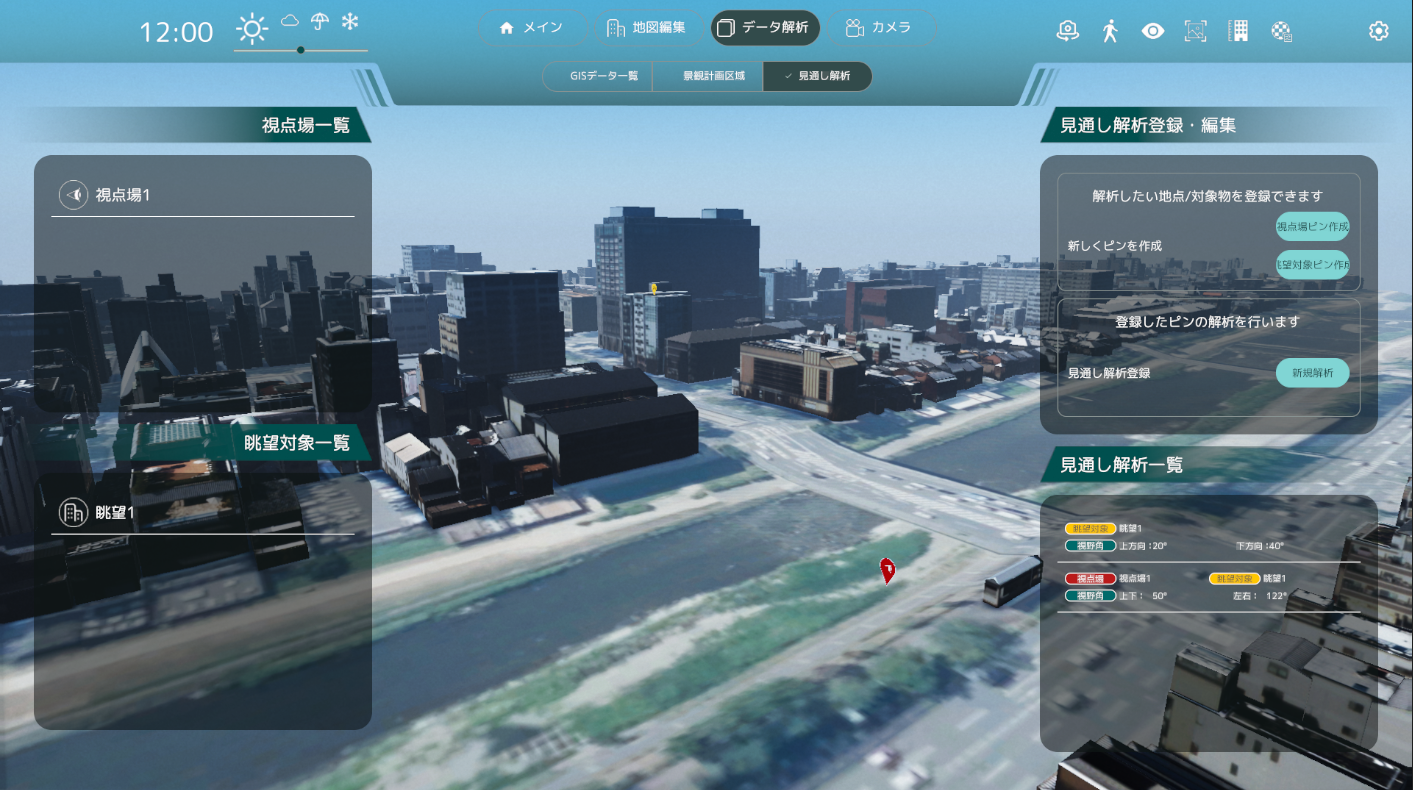 12:00
メイン
地図編集
データ解析
カメラ
GISデータ一覧
景観計画区域
✓ 見通し解析
視点場一覧
視点場1
眺望対象一覧
眺望1
見通し解析登録・編集
解析したい地点/対象物を登録できます
新しくピンを作成
視点場ピン作成
眺望対象ピン作成
登録したピンの解析を行います
見通し解析登録
新規解析
見通し解析一覧
眺望対象 眺望1
視野角 上方向 :20° 下方向 :40°
視点場 視点場1 眺望対象 眺望1
視野角 上下： 50° 左右： 122°